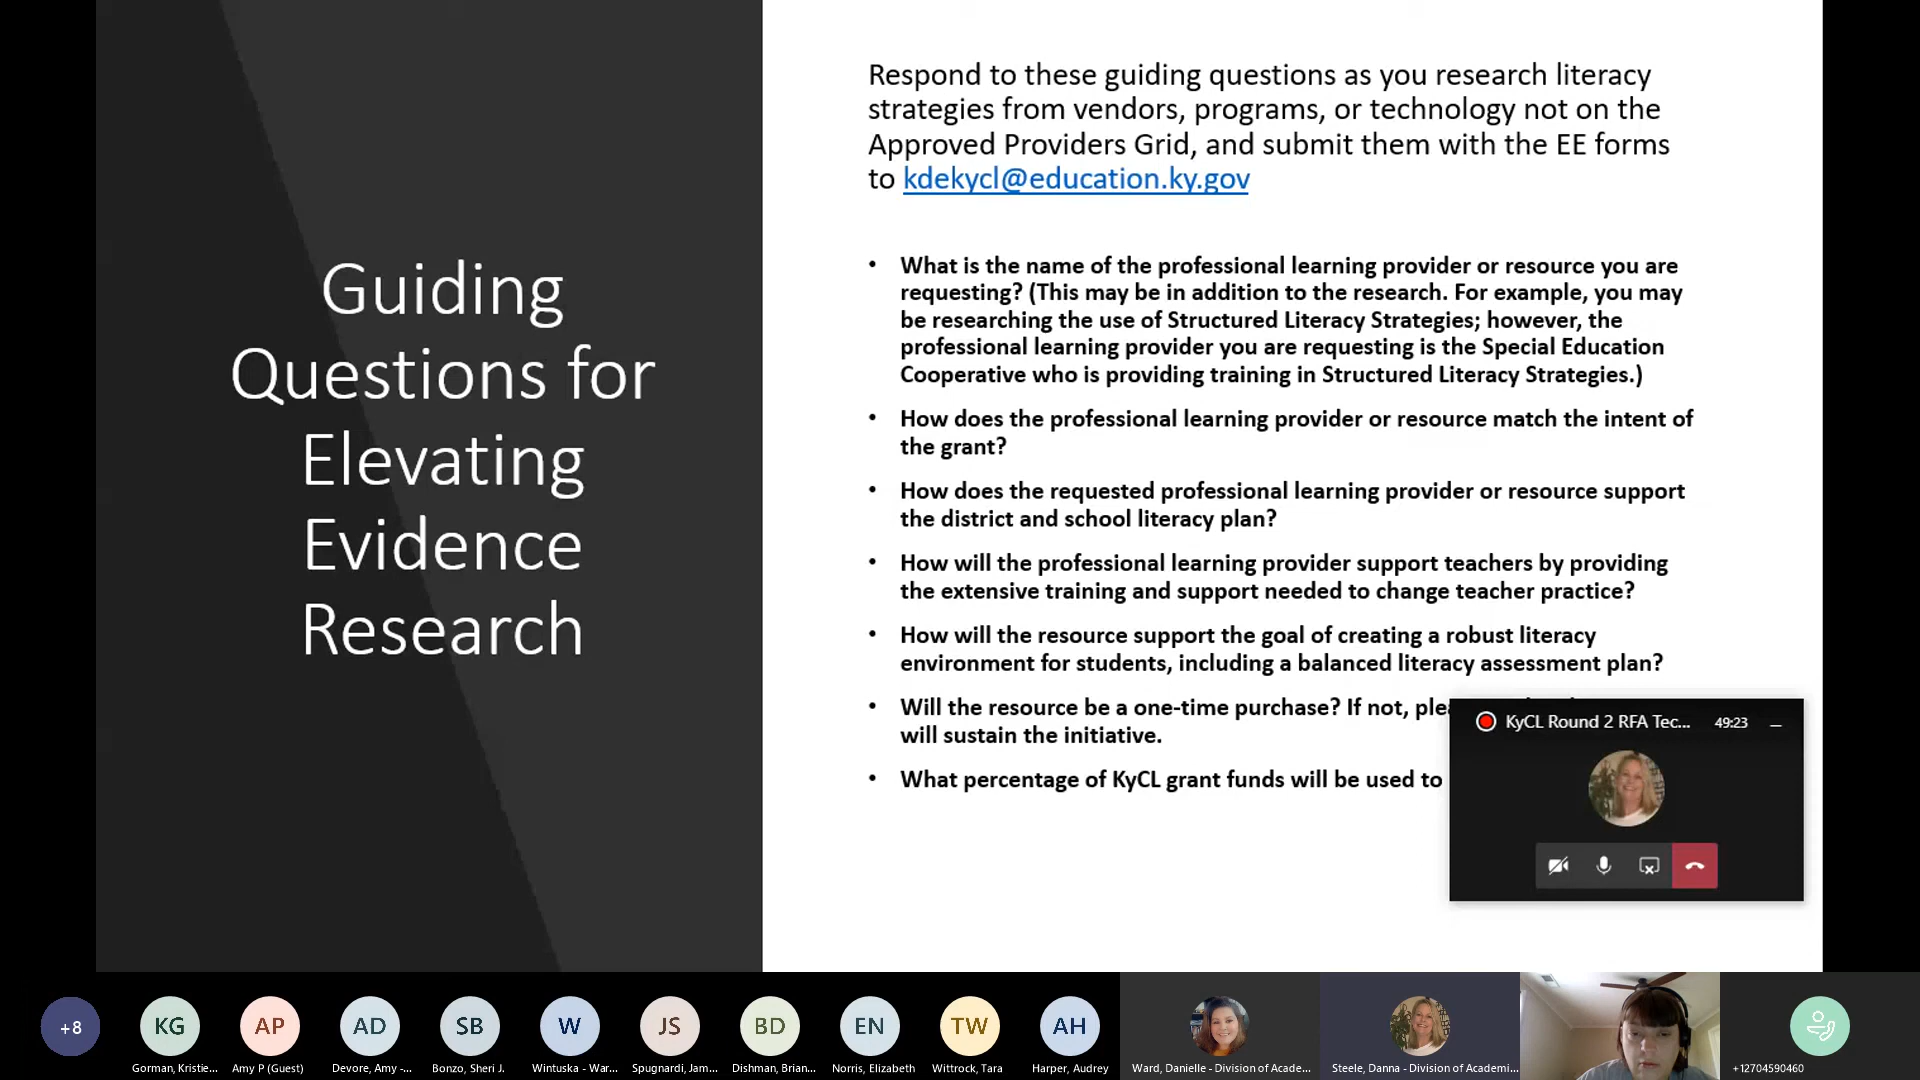 Guiding
Questions for
Elevating
Evidence
Research
Respond to these guiding questions as you research literacy
strategies from vendors, programs, or technology not on the
Approved Providers Grid, and submit them with the EE forms
to kdekycl@education.ky.gov
• What is the name of the professional learning provider or resource you are
requesting? (This may be in addition to the research. For example, you may
be researching the use of Structured Literacy Strategies; however, the
professional learning provider you are requesting is the Special Education
Cooperative who is providing training in Structured Literacy Strategies.)
• How does the professional learning provider or resource match the intent of
the grant?
• How does the requested professional learning provider or resource support
the district and school literacy plan?
• How will the professional learning provider support teachers by providing
the extensive training and support needed to change teacher practice?
• How will the resource support the goal of creating a robust literacy
environment for students, including a balanced literacy assessment plan?
• Will the resource be a one-time purchase? If not,
will sustain the initiative.
• What percentage of KyCL grant funds will be used to
KyCL Round 2 RFA Tec... 49:23
+8 KG AP AD SB W JS BD EN TW AH
Gorman, Kristie... Amy P (Guest) Devore, Amy -... Bonzo, Sheri J. Wintuska - War... Spugnardi, Jam... Dishman, Brian... Norris, Elizabeth Wittrock, Tara Harper, Audrey Ward, Danielle - Division of Acade... Steele, Danna - Division of Academi... +12704590460